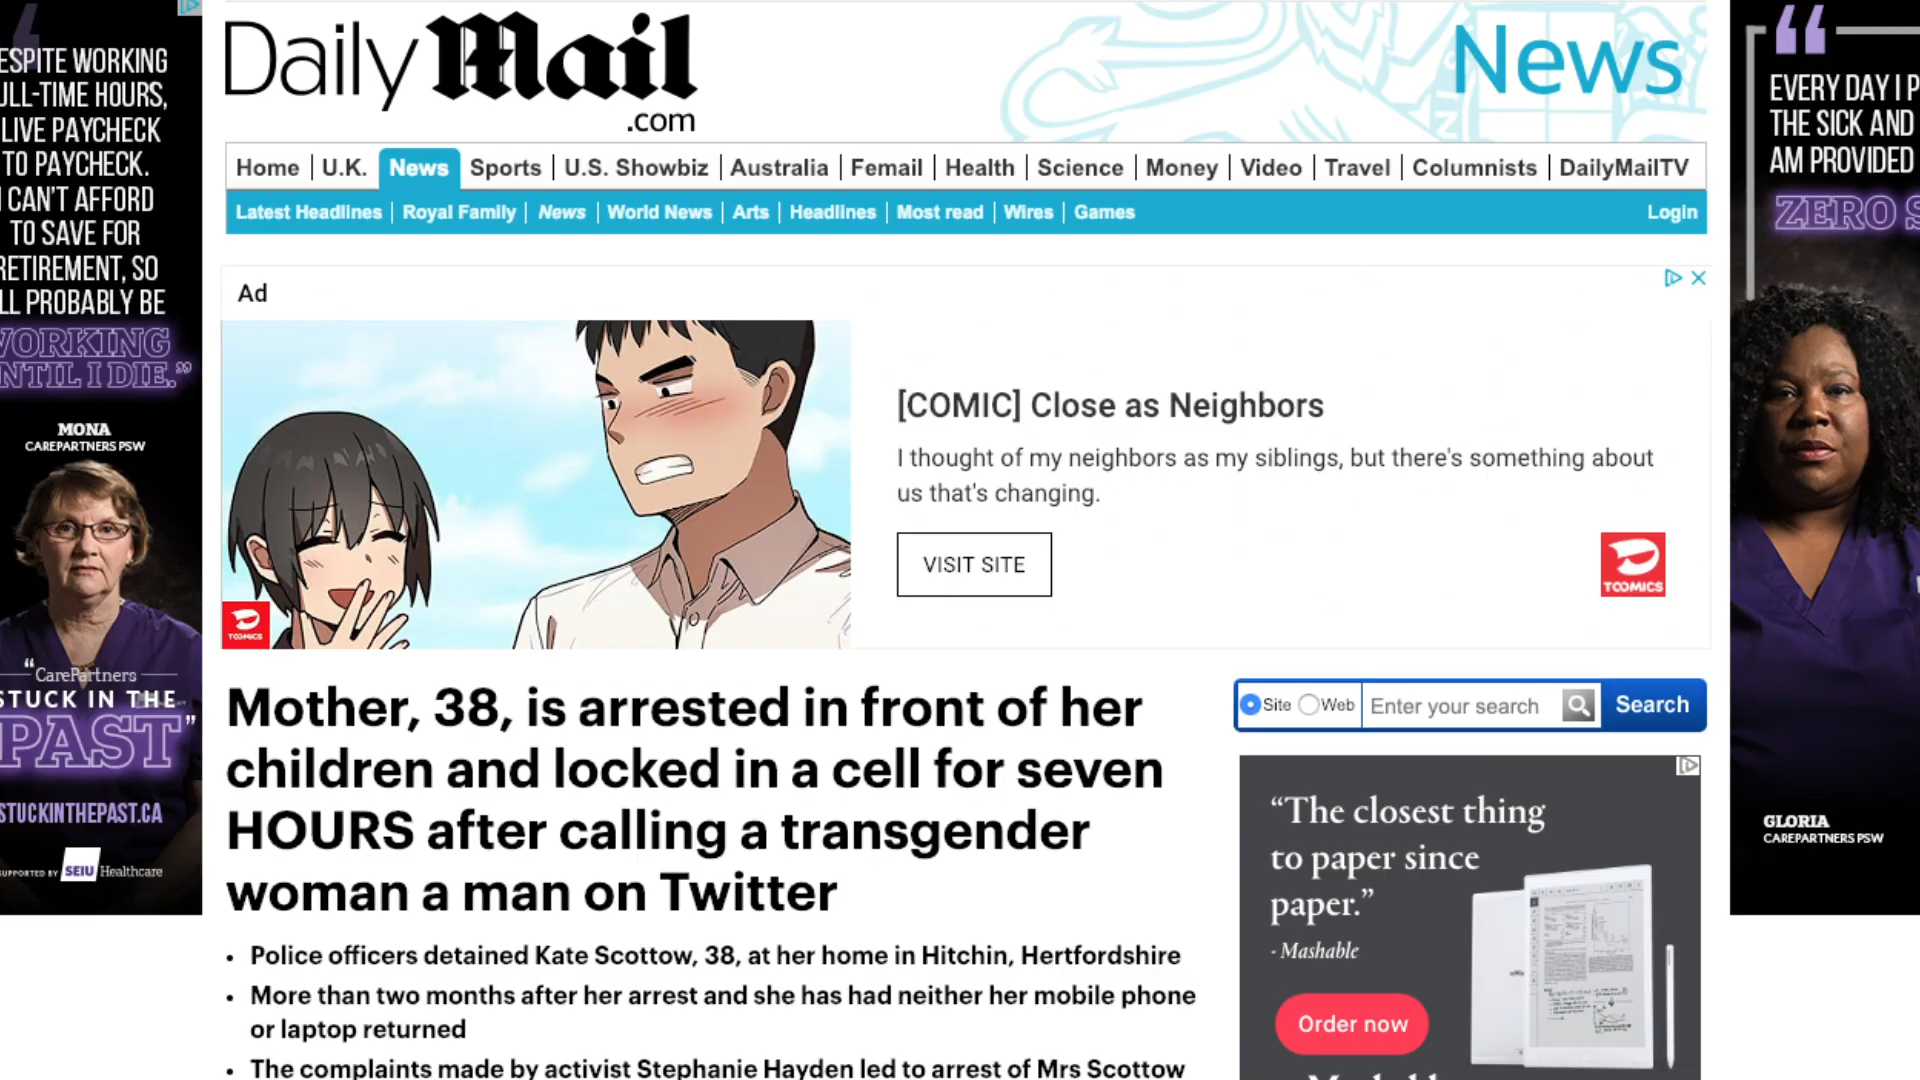 ESPITE WORKING
ULL-TIME HOURS,
LIVE PAYCHECK
TO PAYCHECK.
I CAN'T AFFORD
TO SAVE FOR
RETIREMENT, SO
LL PROBABLY BE
WORKING
NTIL I DIE.”
MONA
CAREPARTNERS PSW
“CarePartners
STUCK IN THE
PAST”
STUCKINTHEPAST.CA
SUPPORTED BY SEIU Healthcare
Daily Mail
.com
News
Home U.K. News Sports U.S. Showbiz Australia Femail Health Science Money Video Travel Columnists DailyMailTV
Latest Headlines Royal Family News World News Arts Headlines Most read Wires Games Login
Ad
TOOMICS
[COMIC] Close as Neighbors
I thought of my neighbors as my siblings, but there's something about
us that's changing.
VISIT SITE
TOOMICS
Mother, 38, is arrested in front of her
children and locked in a cell for seven
HOURS after calling a transgender
woman a man on Twitter
• Police officers detained Kate Scottow, 38, at her home in Hitchin, Hertfordshire
• More than two months after her arrest and she has had neither her mobile phone
or laptop returned
• The complaints made by activist Stephanie Hayden led to arrest of Mrs Scottow
Site Web Enter your search Search
“The closest thing
to paper since
paper.”
- Mashable
Order now
“
EVERY DAY I P
THE SICK AND
AM PROVIDED
ZERO S
GLORIA
CAREPARTNERS PSW